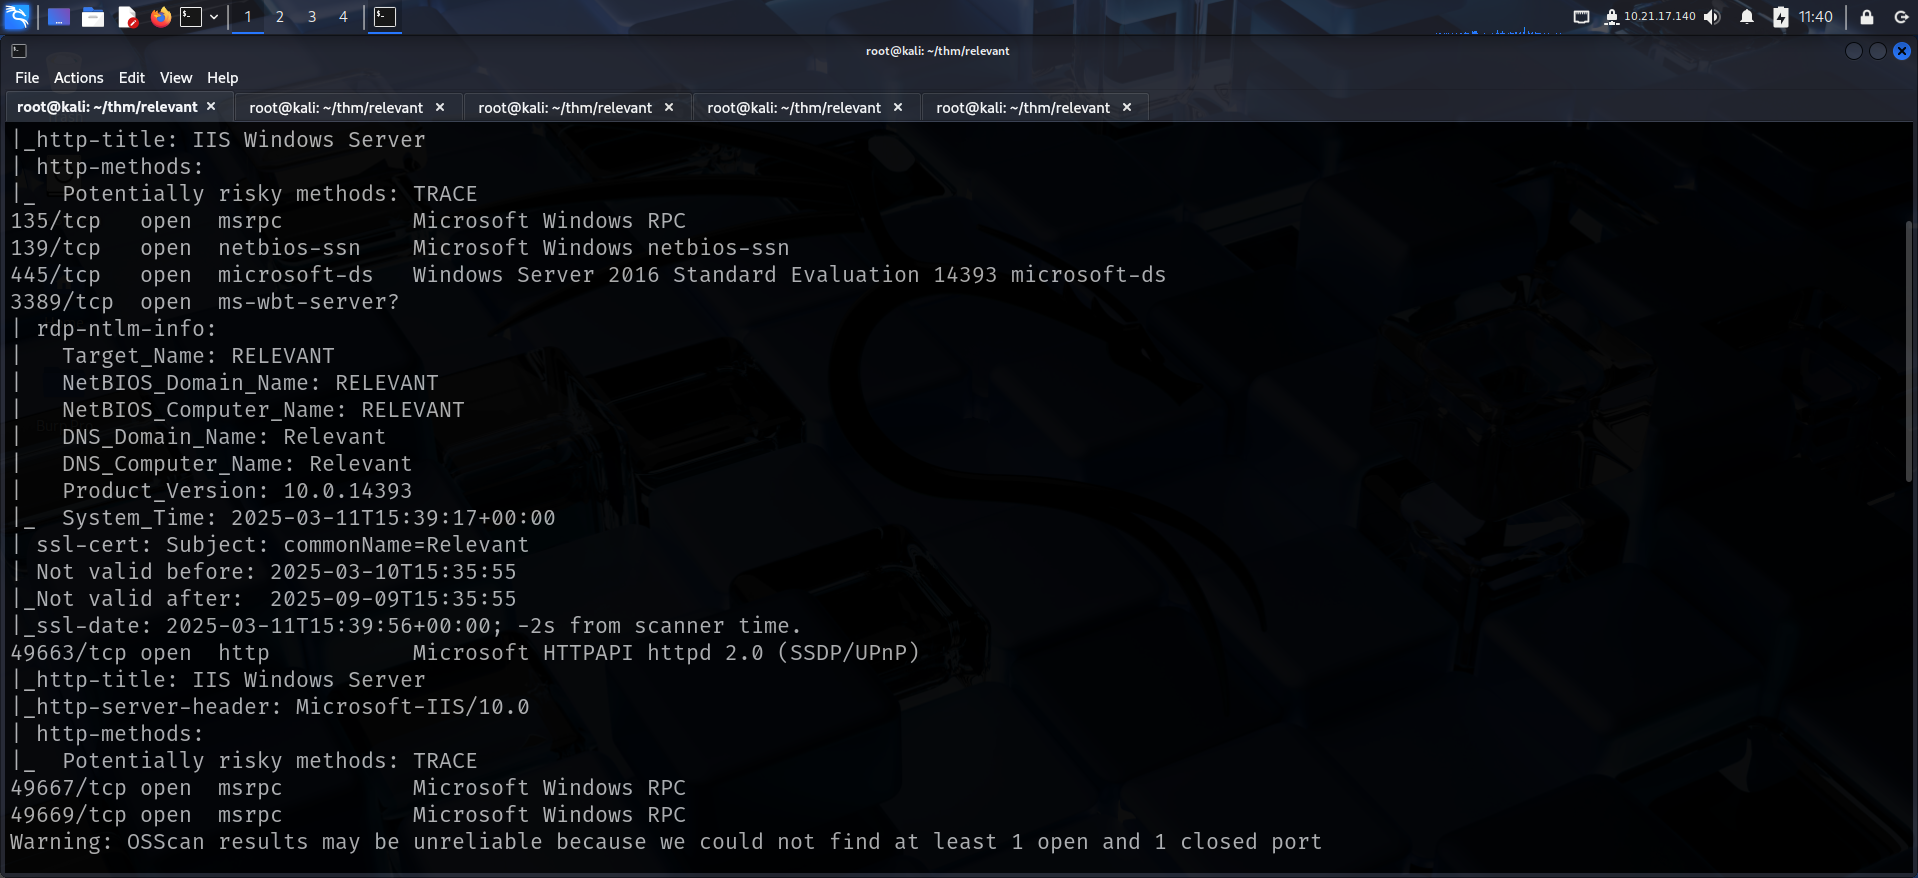 1 2 3 4 10.21.17.140 11:40
root@kali: ~/thm/relevant
File Actions Edit View Help
root@kali: ~/thm/relevant × root@kali: ~/thm/relevant × root@kali: ~/thm/relevant × root@kali: ~/thm/relevant × root@kali: ~/thm/relevant ×
|_http-title: IIS Windows Server
| http-methods:
|_  Potentially risky methods: TRACE
135/tcp   open  msrpc          Microsoft Windows RPC
139/tcp   open  netbios-ssn    Microsoft Windows netbios-ssn
445/tcp   open  microsoft-ds   Windows Server 2016 Standard Evaluation 14393 microsoft-ds
3389/tcp  open  ms-wbt-server?
| rdp-ntlm-info:
|   Target_Name: RELEVANT
|   NetBIOS_Domain_Name: RELEVANT
|   NetBIOS_Computer_Name: RELEVANT
|   DNS_Domain_Name: Relevant
|   DNS_Computer_Name: Relevant
|   Product_Version: 10.0.14393
|_  System_Time: 2025-03-11T15:39:17+00:00
| ssl-cert: Subject: commonName=Relevant
| Not valid before: 2025-03-10T15:35:55
|_Not valid after:  2025-09-09T15:35:55
|_ssl-date: 2025-03-11T15:39:56+00:00; -2s from scanner time.
49663/tcp open  http           Microsoft HTTPAPI httpd 2.0 (SSDP/UPnP)
|_http-title: IIS Windows Server
|_http-server-header: Microsoft-IIS/10.0
| http-methods:
|_  Potentially risky methods: TRACE
49667/tcp open  msrpc          Microsoft Windows RPC
49669/tcp open  msrpc          Microsoft Windows RPC
Warning: OSScan results may be unreliable because we could not find at least 1 open and 1 closed port